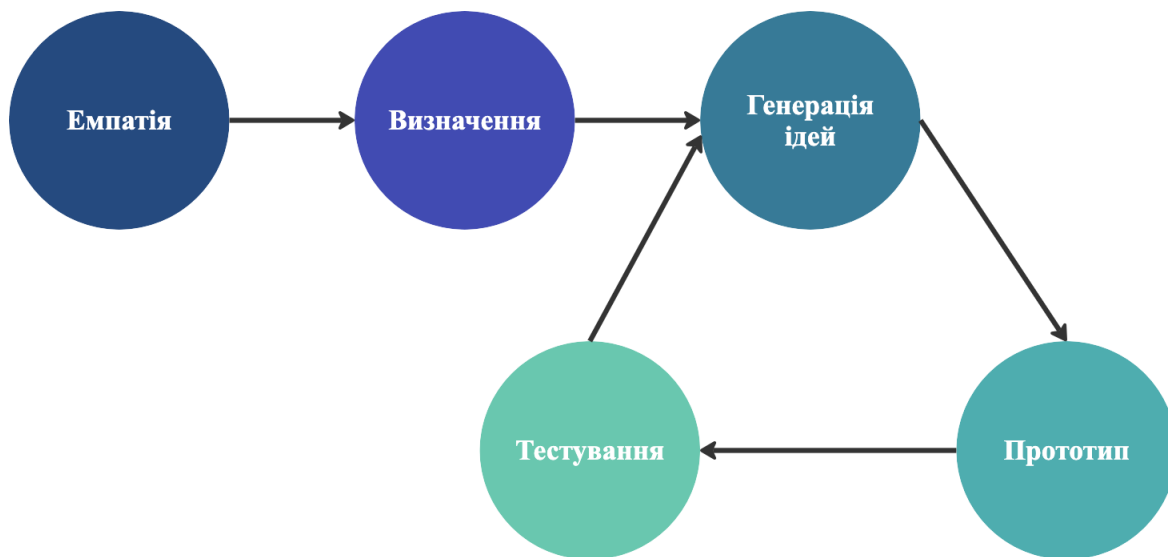 Емпатія
Визначення
Генерація
ідей
Тестування
Прототип